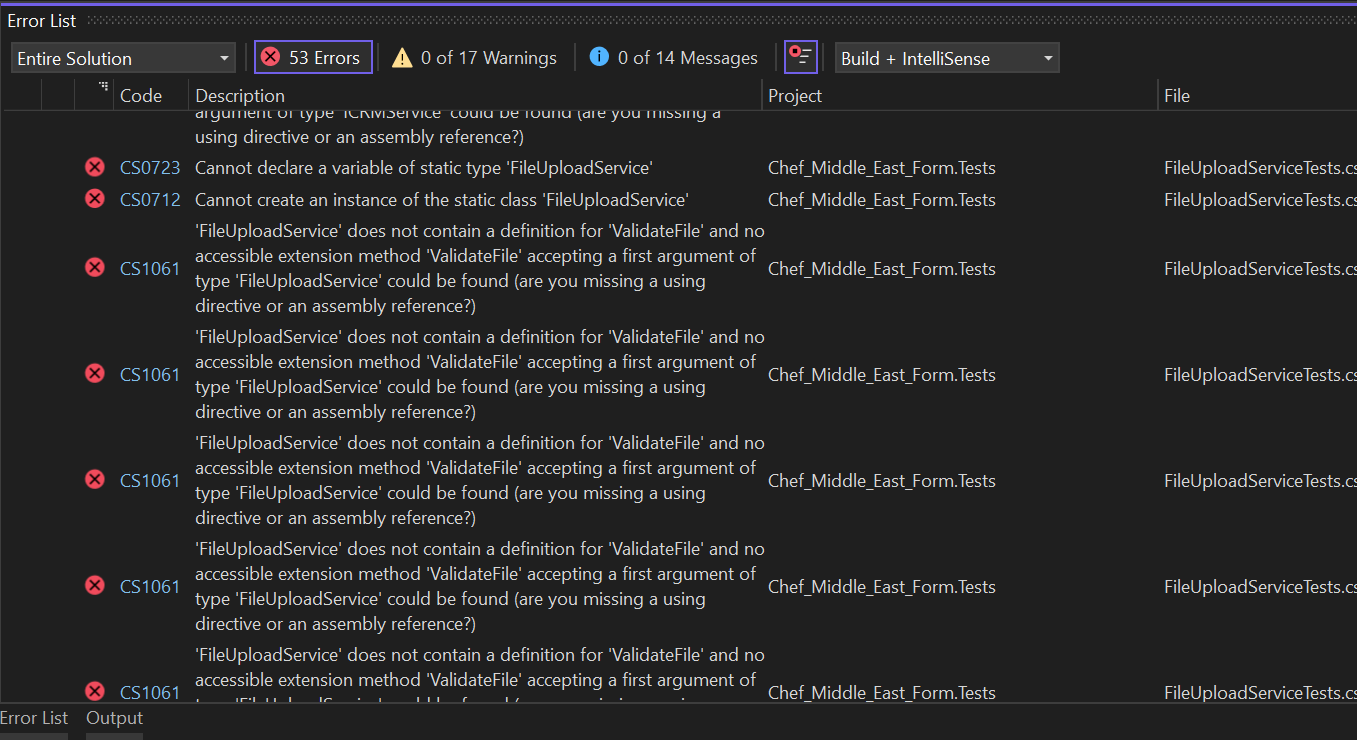 Error List
Entire Solution
53 Errors
0 of 17 Warnings
0 of 14 Messages
Build + IntelliSense
Code
Description
Project
File
argument of type 'ICRMService' could be found (are you missing a
using directive or an assembly reference?)
CS0723 Cannot declare a variable of static type 'FileUploadService' Chef_Middle_East_Form.Tests FileUploadServiceTests.cs
CS0712 Cannot create an instance of the static class 'FileUploadService' Chef_Middle_East_Form.Tests FileUploadServiceTests.cs
'FileUploadService' does not contain a definition for 'ValidateFile' and no
accessible extension method 'ValidateFile' accepting a first argument of
CS1061 type 'FileUploadService' could be found (are you missing a using Chef_Middle_East_Form.Tests FileUploadServiceTests.cs
directive or an assembly reference?)
'FileUploadService' does not contain a definition for 'ValidateFile' and no
accessible extension method 'ValidateFile' accepting a first argument of
CS1061 type 'FileUploadService' could be found (are you missing a using Chef_Middle_East_Form.Tests FileUploadServiceTests.cs
directive or an assembly reference?)
'FileUploadService' does not contain a definition for 'ValidateFile' and no
accessible extension method 'ValidateFile' accepting a first argument of
CS1061 type 'FileUploadService' could be found (are you missing a using Chef_Middle_East_Form.Tests FileUploadServiceTests.cs
directive or an assembly reference?)
'FileUploadService' does not contain a definition for 'ValidateFile' and no
accessible extension method 'ValidateFile' accepting a first argument of
CS1061 type 'FileUploadService' could be found (are you missing a using Chef_Middle_East_Form.Tests FileUploadServiceTests.cs
directive or an assembly reference?)
'FileUploadService' does not contain a definition for 'ValidateFile' and no
accessible extension method 'ValidateFile' accepting a first argument of
CS1061 Chef_Middle_East_Form.Tests FileUploadServiceTests.cs
Error List
Output